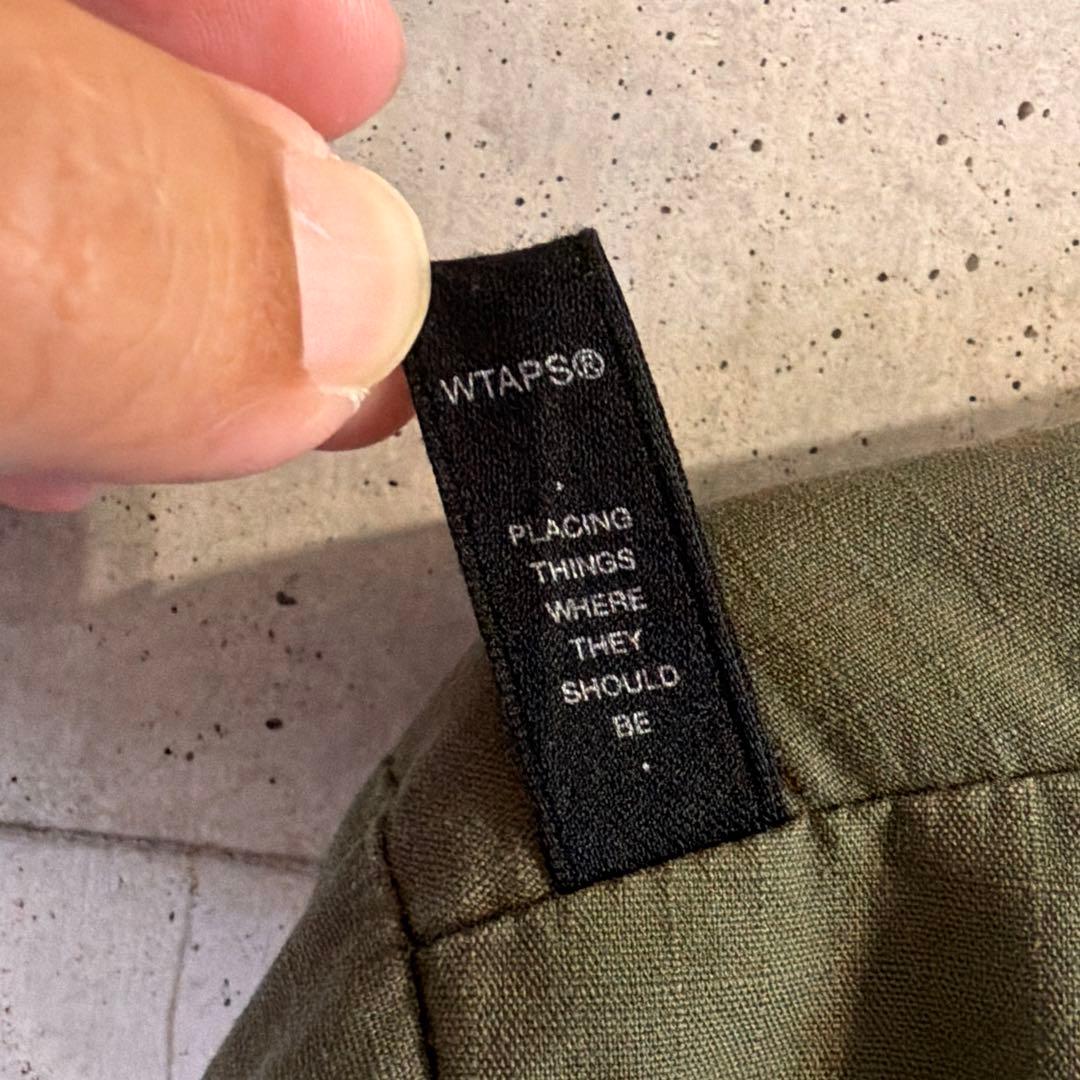 WTAPS®
PLACING
THINGS
WHERE
THEY
SHOULD
BE